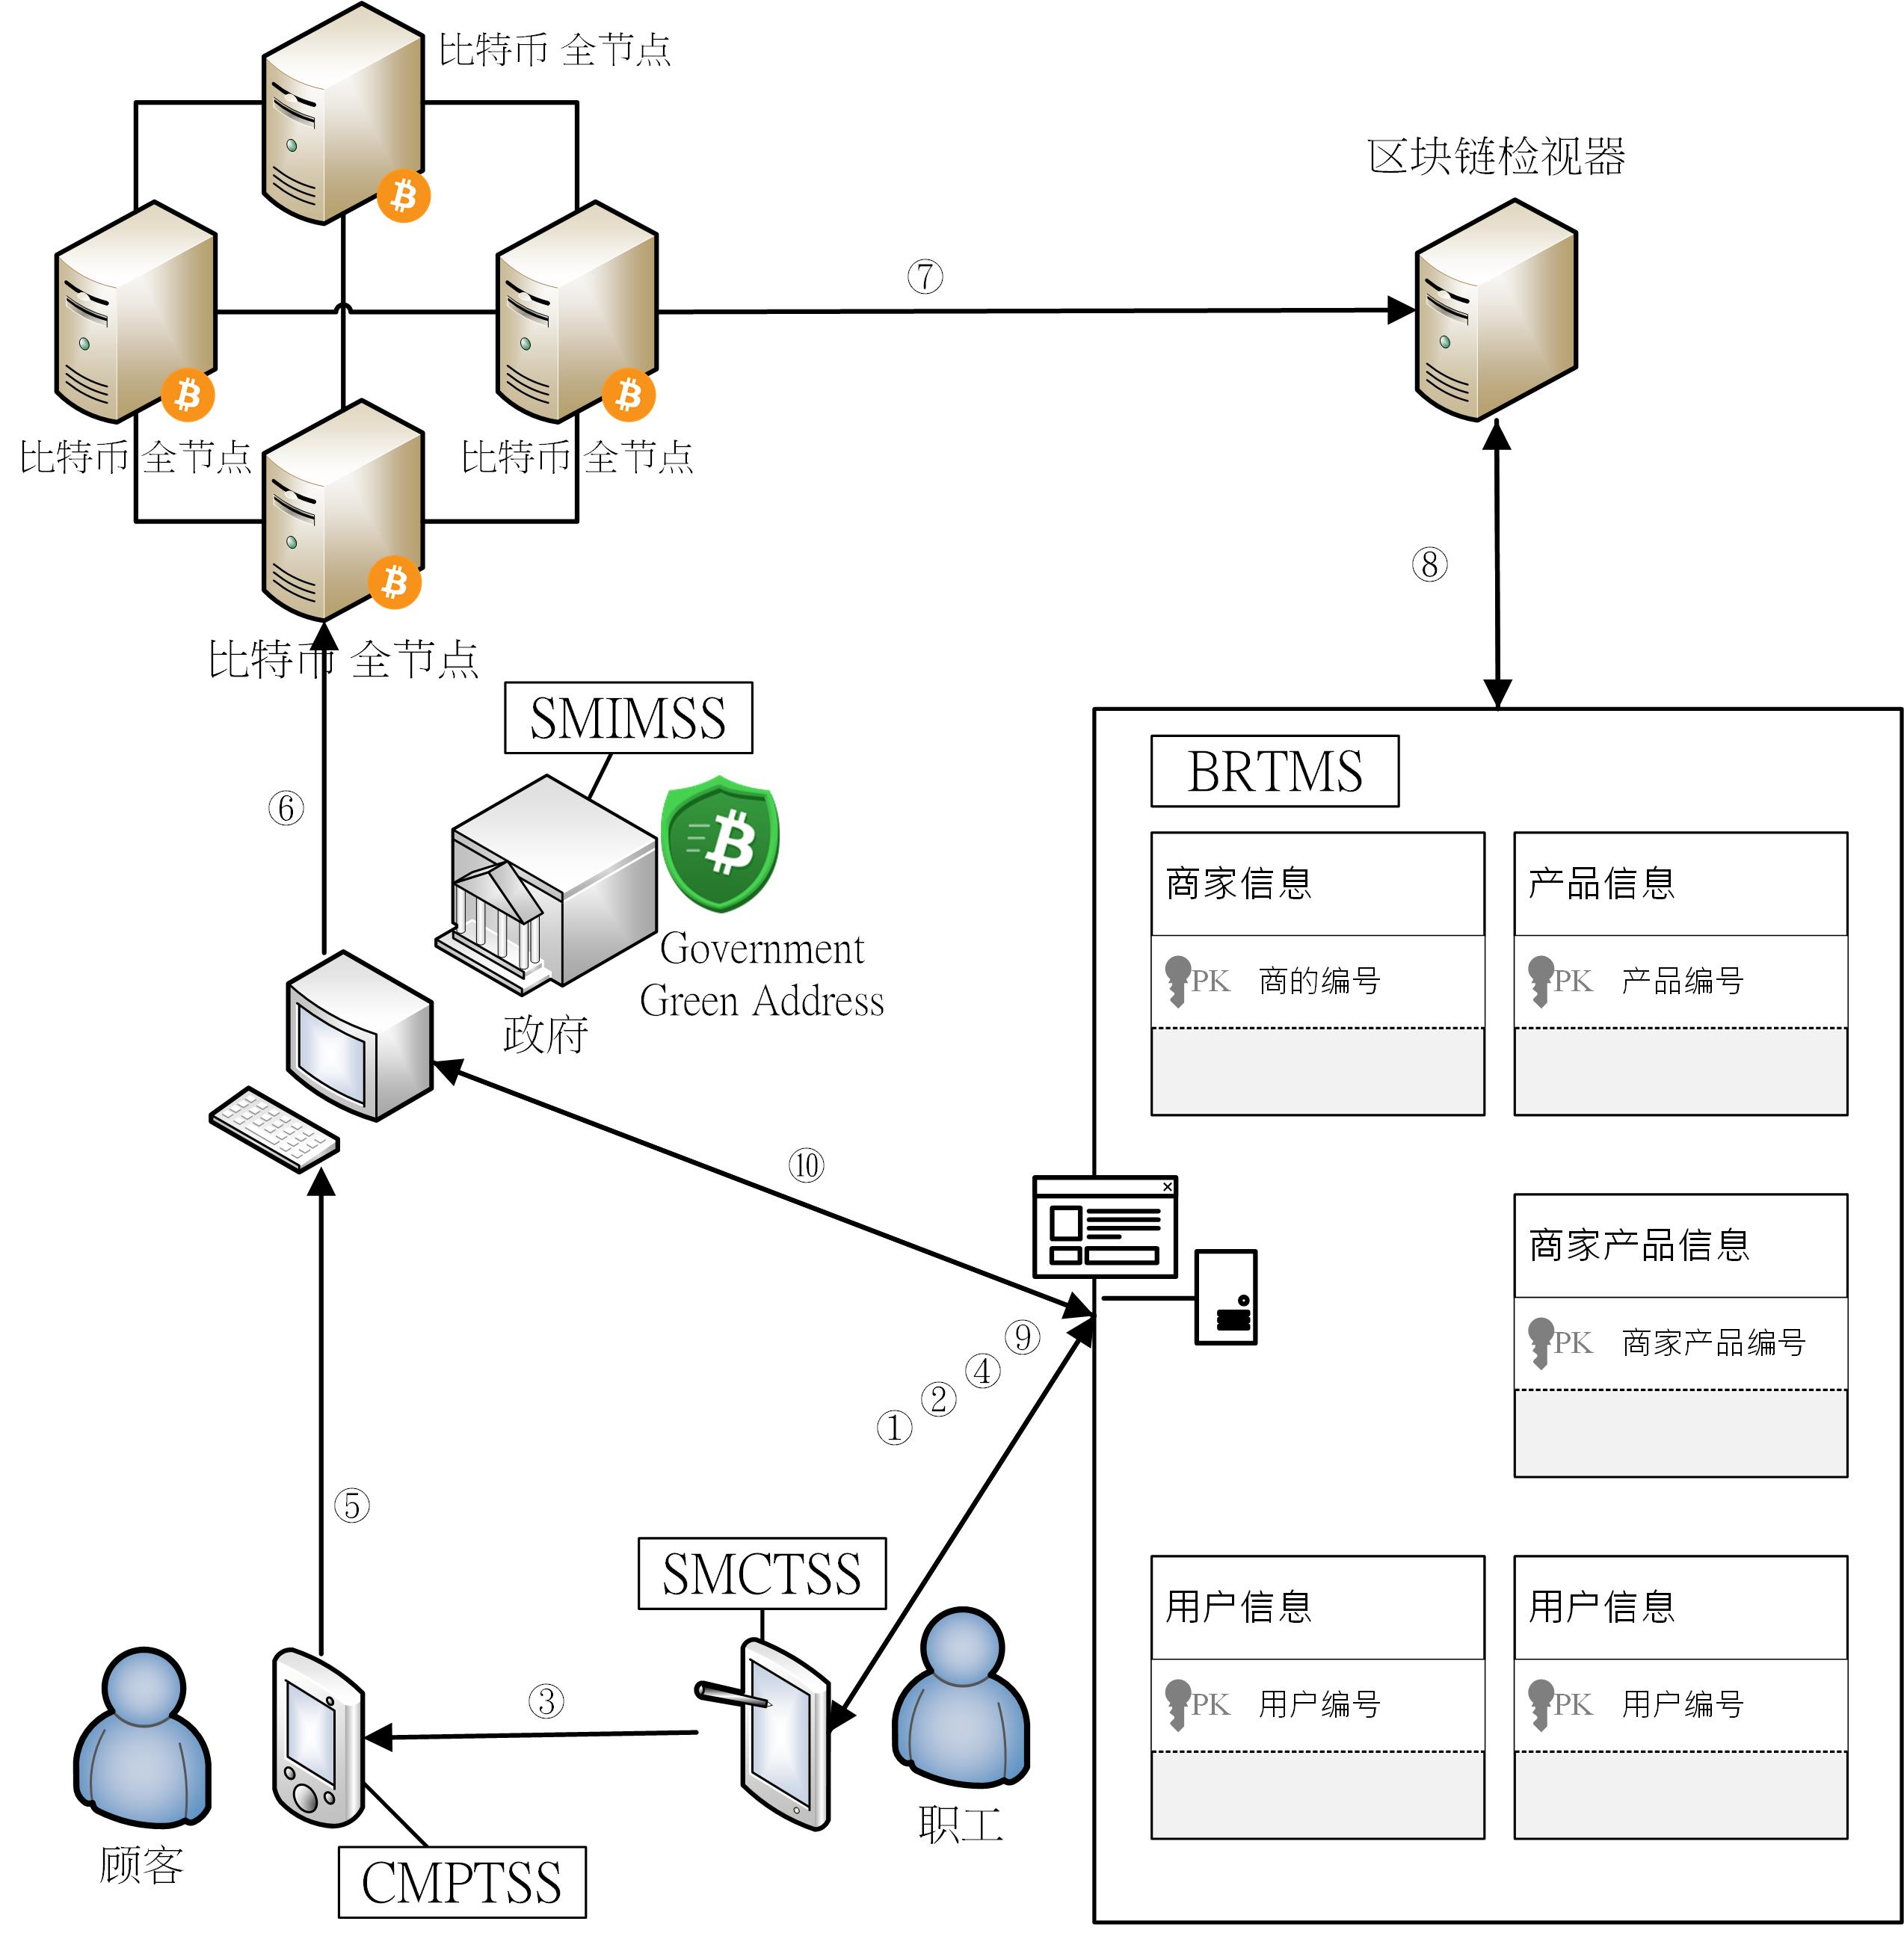 比特币 全节点
区块链检视器
⑦
比特币 全节点
比特币 全节点
⑧
比特币 全节点
SMIMSS
BRTMS
⑥
商家信息
产品信息
Government
Green Address
PK 商的编号
PK 产品编号
政府
⑩
商家产品信息
⑨
PK 商家产品编号
④
②
①
⑤
SMCTSS
用户信息
用户信息
③
PK 用户编号
PK 用户编号
职工
顾客
CMPTSS